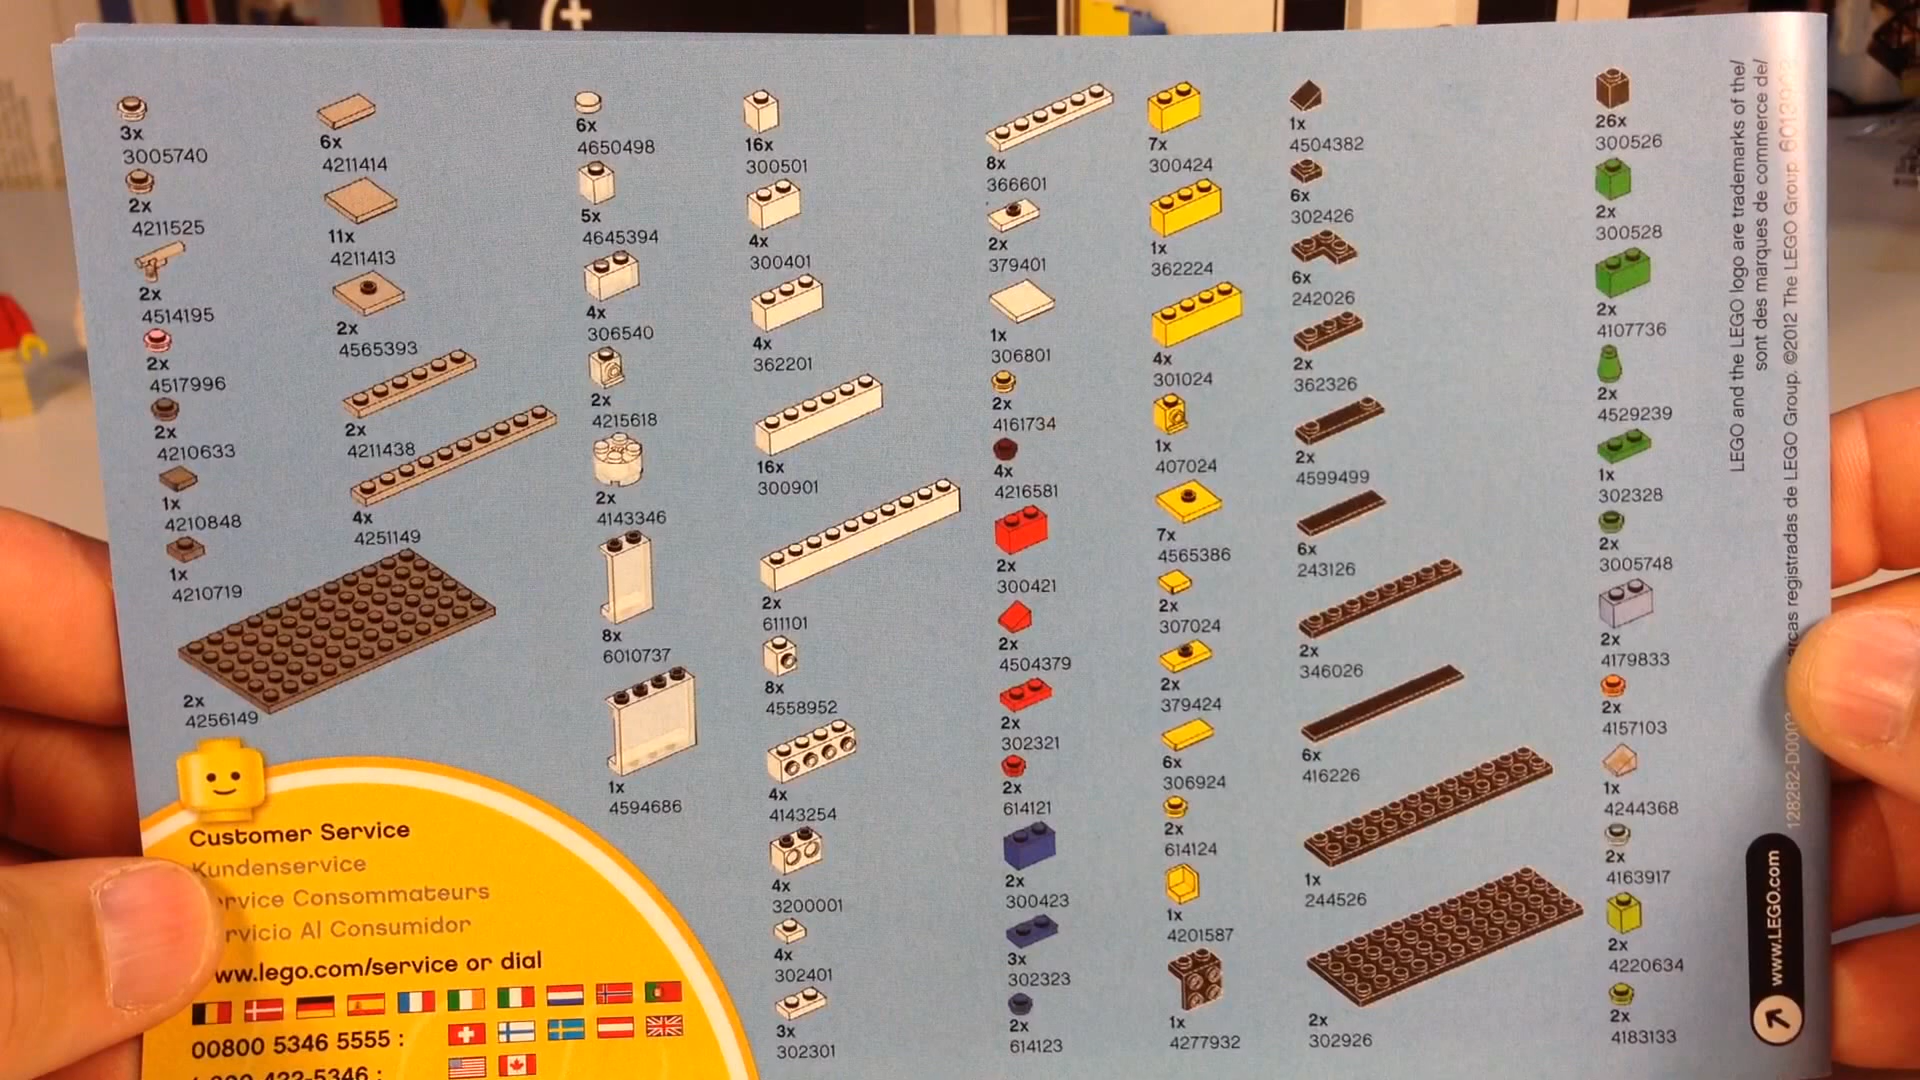 3x
3005740
2x
4211525
2x
4514195
2x
4517996
2x
4210633
1x
4210848
1x
4210719
2x
4256149
6x
4211414
11x
4211413
2x
4565393
2x
4211438
4x
4251149
6x
4650498
5x
4645394
4x
306540
2x
4215618
2x
4143346
8x
6010737
1x
4594686
16x
300501
4x
300401
4x
362201
16x
300901
2x
611101
8x
4558952
4x
4143254
4x
3200001
4x
302401
3x
302301
8x
366601
2x
379401
1x
306801
2x
4161734
4x
4216581
2x
300421
2x
4504379
2x
302321
2x
614121
2x
300423
3x
302323
2x
614123
7x
300424
1x
362224
4x
301024
1x
407024
7x
4565386
2x
307024
2x
379424
6x
306924
2x
614124
1x
4201587
1x
4277932
1x
4504382
6x
302426
6x
242026
2x
362326
2x
4599499
6x
243126
2x
346026
6x
416226
1x
244526
2x
302926
26x
300526
2x
300528
2x
4107736
2x
4529239
1x
302328
2x
3005748
2x
4179833
2x
4157103
1x
4244368
2x
4163917
2x
4220634
2x
4183133
Customer Service
Kundenservice
rvice Consommateurs
rvicio Al Consumidor
ww.lego.com/service or dial
00800 5346 5555 :
LEGO and the LEGO logo are trademarks of the/
sont des marques de commerce de/
registradas de LEGO Group. ©2012 The LEGO Group
www.LEGO.com